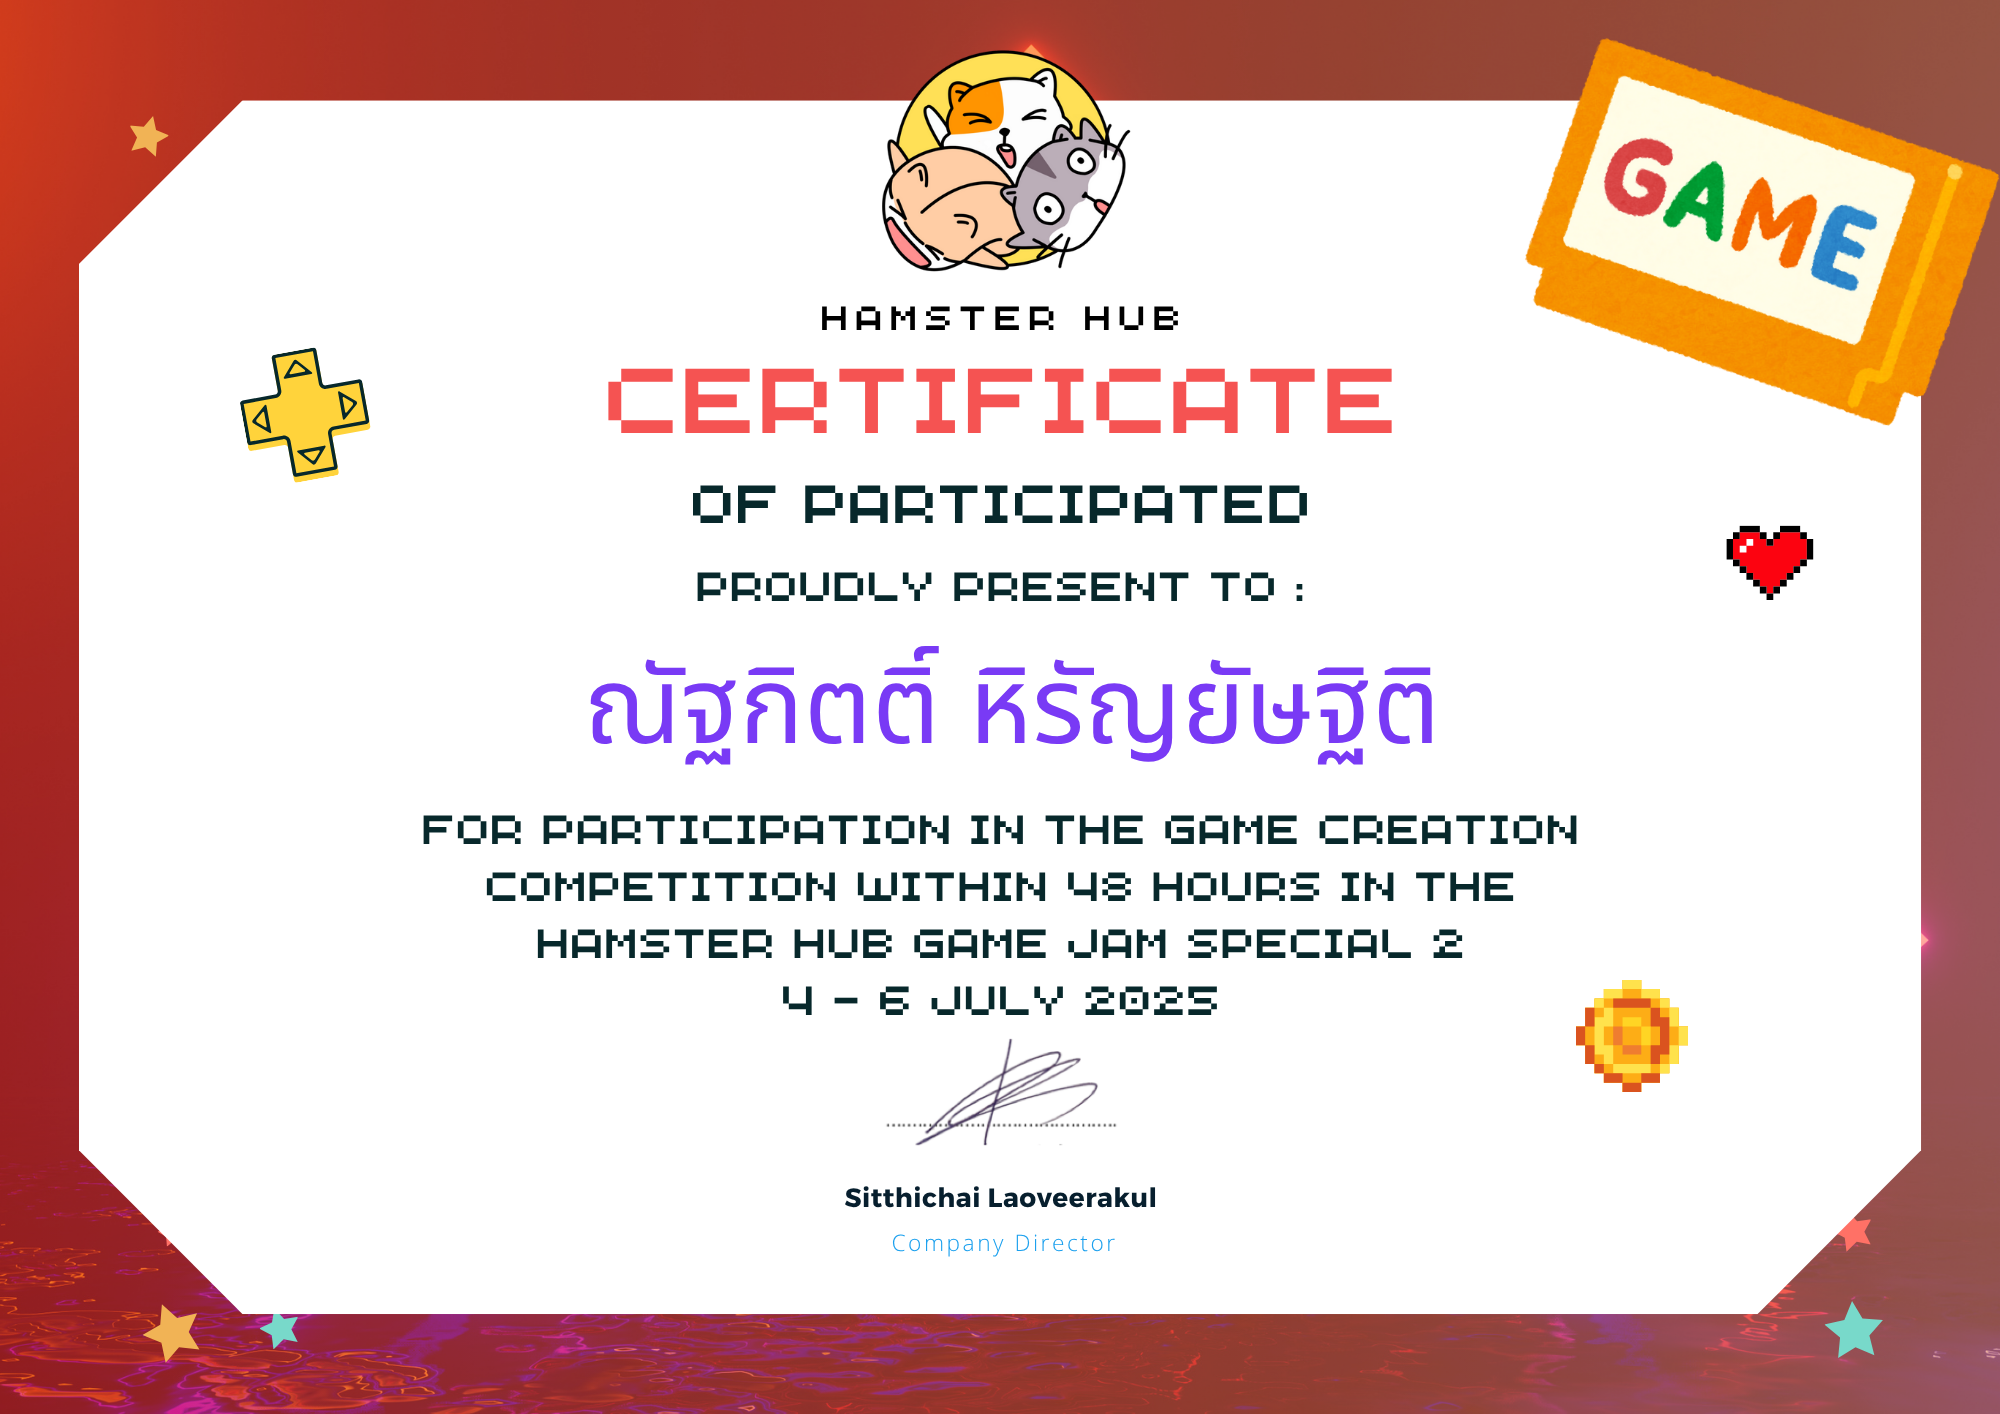 GAME
HAMSTER HUB
CERTIFICATE
OF PARTICIPATED
PROUDLY PRESENT TO :
ณัฐกิตติ์ หิรัญยัษฐิติ
FOR PARTICIPATION IN THE GAME CREATION
COMPETITION WITHIN 48 HOURS IN THE
HAMSTER HUB GAME JAM SPECIAL 2
4 - 6 JULY 2025
Sitthichai Laoveerakul
Company Director